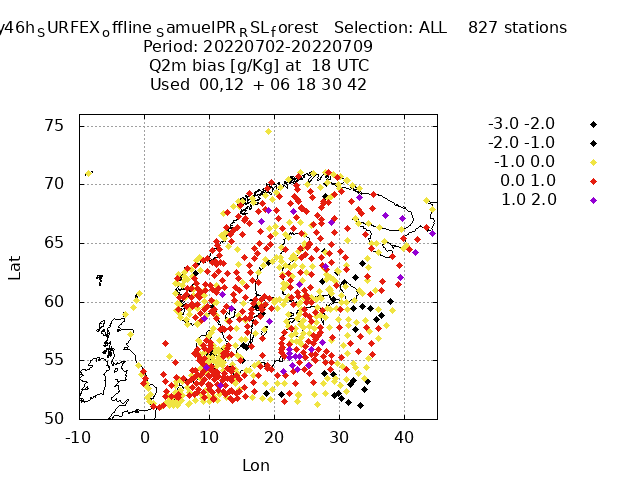 y46h_SURFEX_offline_SamuelPR_RSL_forest Selection: ALL 827 stations
Period: 20220702-20220709
Q2m bias [g/Kg] at 18 UTC
Used 00,12 + 06 18 30 42
-3.0 -2.0
-2.0 -1.0
-1.0 0.0
0.0 1.0
1.0 2.0
Lat
75
70
65
60
55
50
-10 0 10 20 30 40
Lon